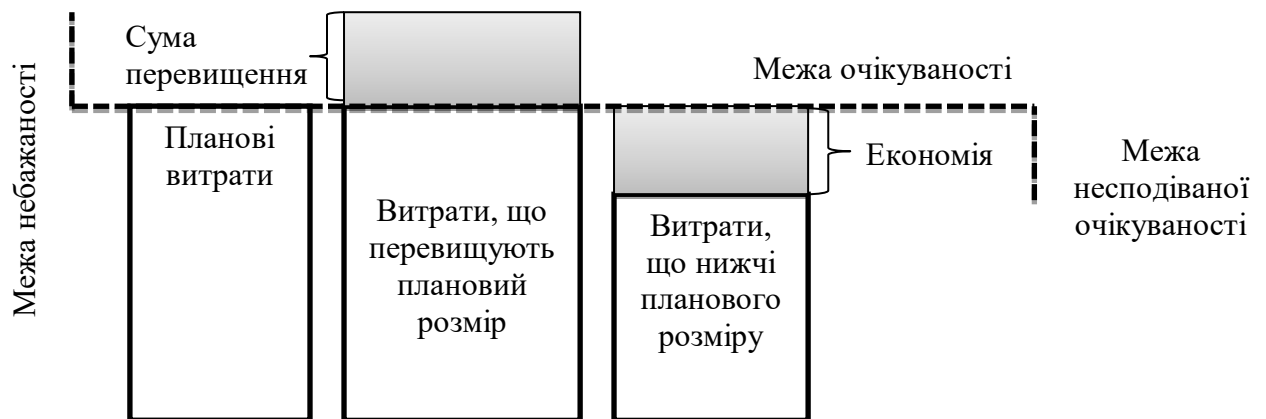 Сума
перевищення
Межа очікуваності
Межа небажаності
Планові
витрати
Економія
Межа
несподіваної
очікуваності
Витрати, що
перевищують
плановий
розмір
Витрати,
що нижчі
планового
розміру